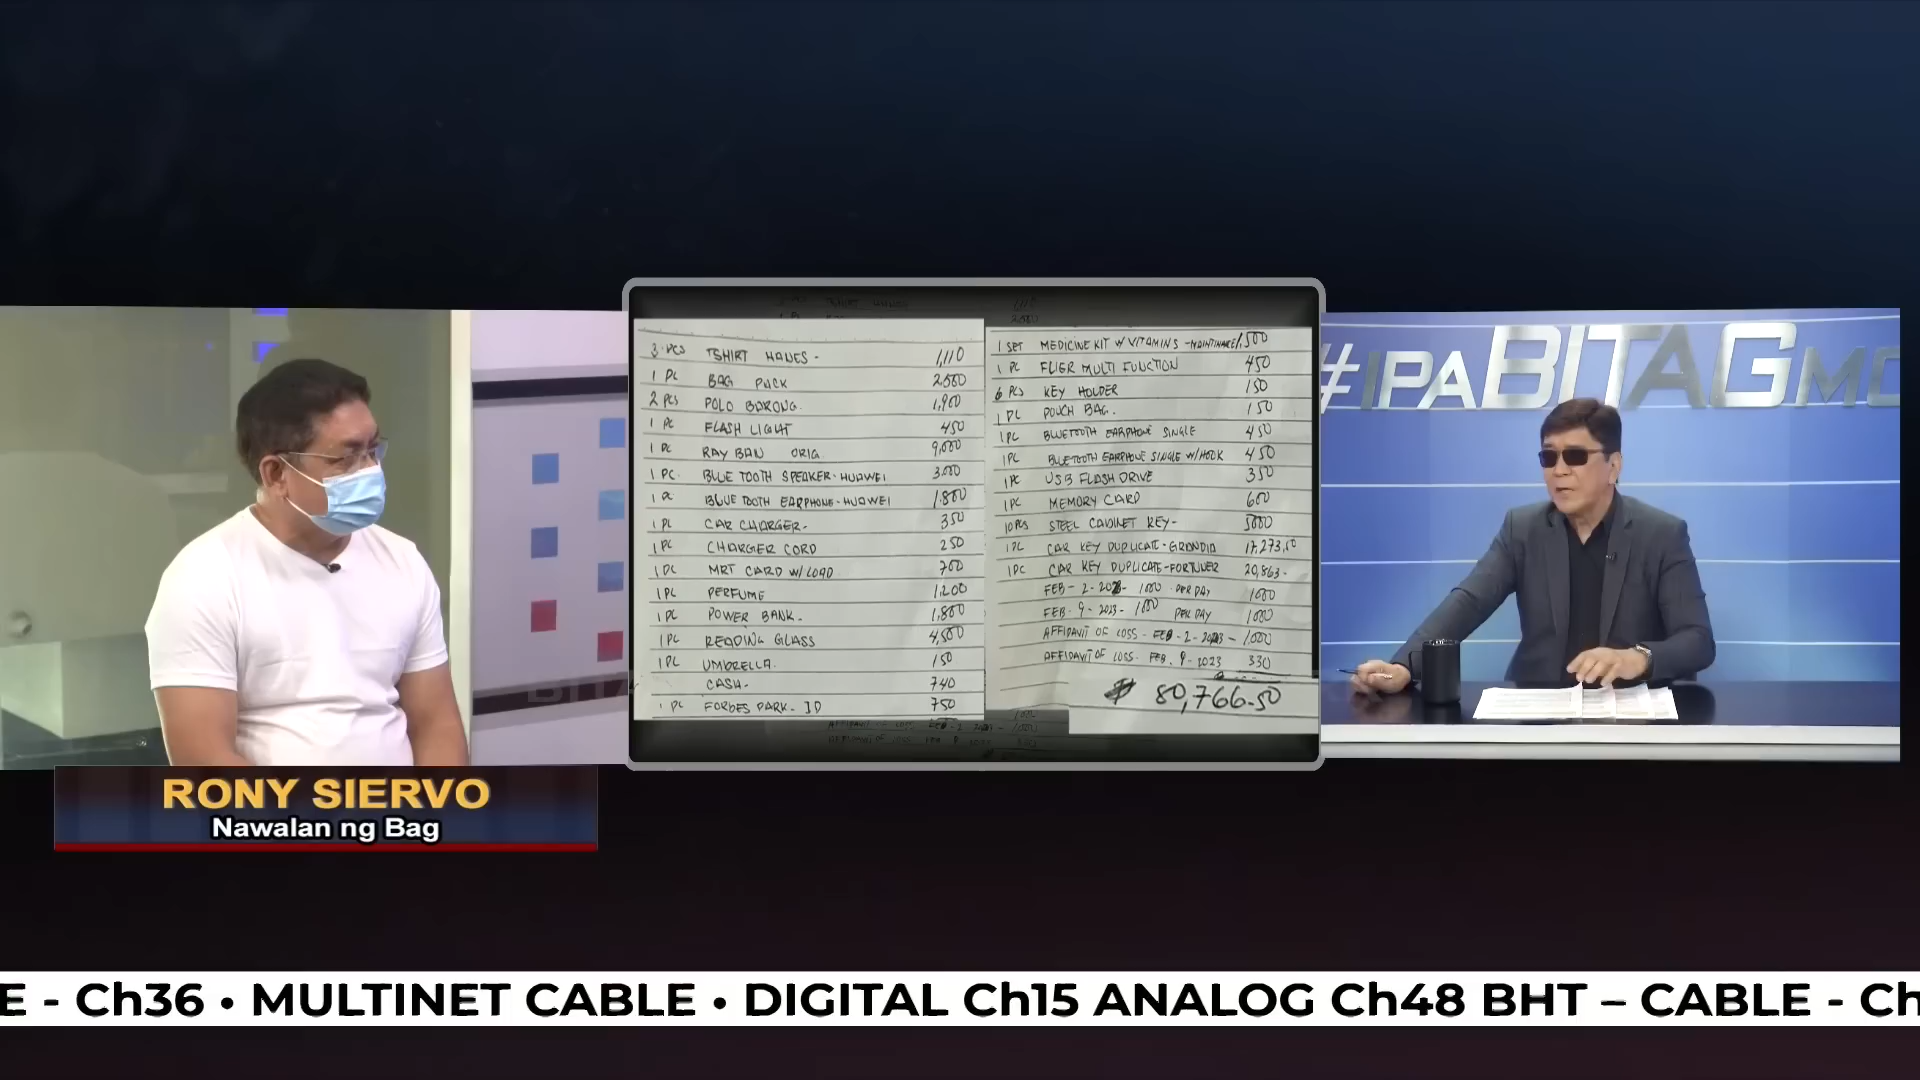 #IPABITAGMO
3 PCS TSHIRT HANES - 1,110
1 PC BAG PACK 2,500
2 PCS POLO BARONG. 1,900
1 PC FLASH LIGHT 450
1 PC RAY BAN ORIG. 9,000
1 PC. BLUE TOOTH SPEAKER - HUAWEI 3,000
1 PC BLUE TOOTH EARPHONE - HUAWEI 1,800
1 PC CAR CHARGER - 350
1 PC CHARGER CORD 250
1 PC MRT CARD W/ LOAD 700
1 PC PERFUME 1,200
1 PC POWER BANK. 1,800
1 PC READING GLASS 4,500
1 PC UMBRELLA. 150
CASH - 740
1 PC FORBES PARK - ID 750
1 SET MEDICINE KIT W/ VITAMINS - 1,500
1 PC PLIER MULTI FUNCTION 450
6 PCS KEY HOLDER 150
1 PC POUCH BAG. 150
1 PC BLUETOOTH EARPHONE SINGLE 450
1 PC BLUETOOTH EARPHONE SINGLE W/ HOOK 450
1 PC USB FLASH DRIVE 350
1 PC MEMORY CARD 600
10 PCS STEEL CABINET KEY -
1 PC CAR KEY DUPLICATE - GRANDIA 17,273.50
1 PC CAR KEY DUPLICATE - FORTUNER 20,863 -
FEB - 2 - 2023 - 1000 PER DAY 1000
FEB. 9 - 2023 - 1000 PER DAY 1000
AFFIDAVIT OF LOSS - FEB - 2 - 2023 - 1000
AFFIDAVIT OF LOSS - FEB. 9 - 2023 330
₱ 80,766.50
RONY SIERVO
Nawalan ng Bag
E - Ch36 • MULTINET CABLE • DIGITAL Ch15 ANALOG Ch48 BHT – CABLE - Ch